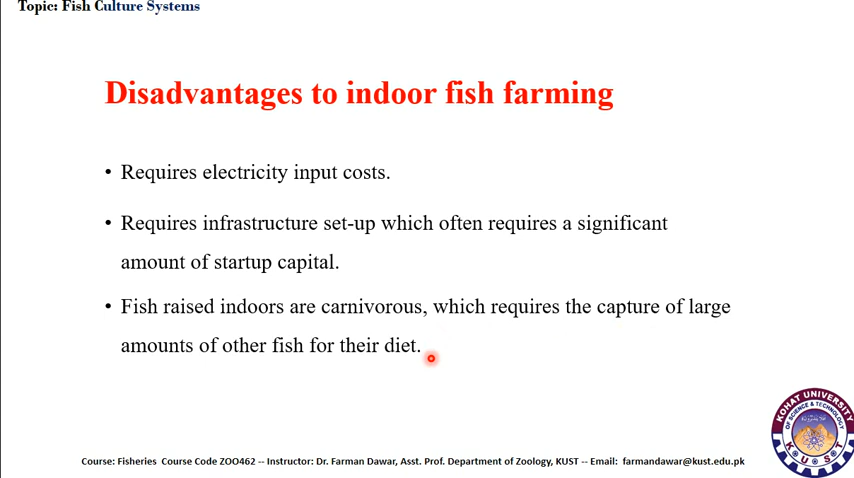 Topic: Fish Culture Systems
Disadvantages to indoor fish farming
• Requires electricity input costs.
• Requires infrastructure set-up which often requires a significant
amount of startup capital.
• Fish raised indoors are carnivorous, which requires the capture of large
amounts of other fish for their diet.
KOHAT UNIVERSITY
OF SCIENCE & TECHNOLOGY
K U S T
Course: Fisheries Course Code ZOO462 -- Instructor: Dr. Farman Dawar, Asst. Prof. Department of Zoology, KUST -- Email: farmandawar@kust.edu.pk